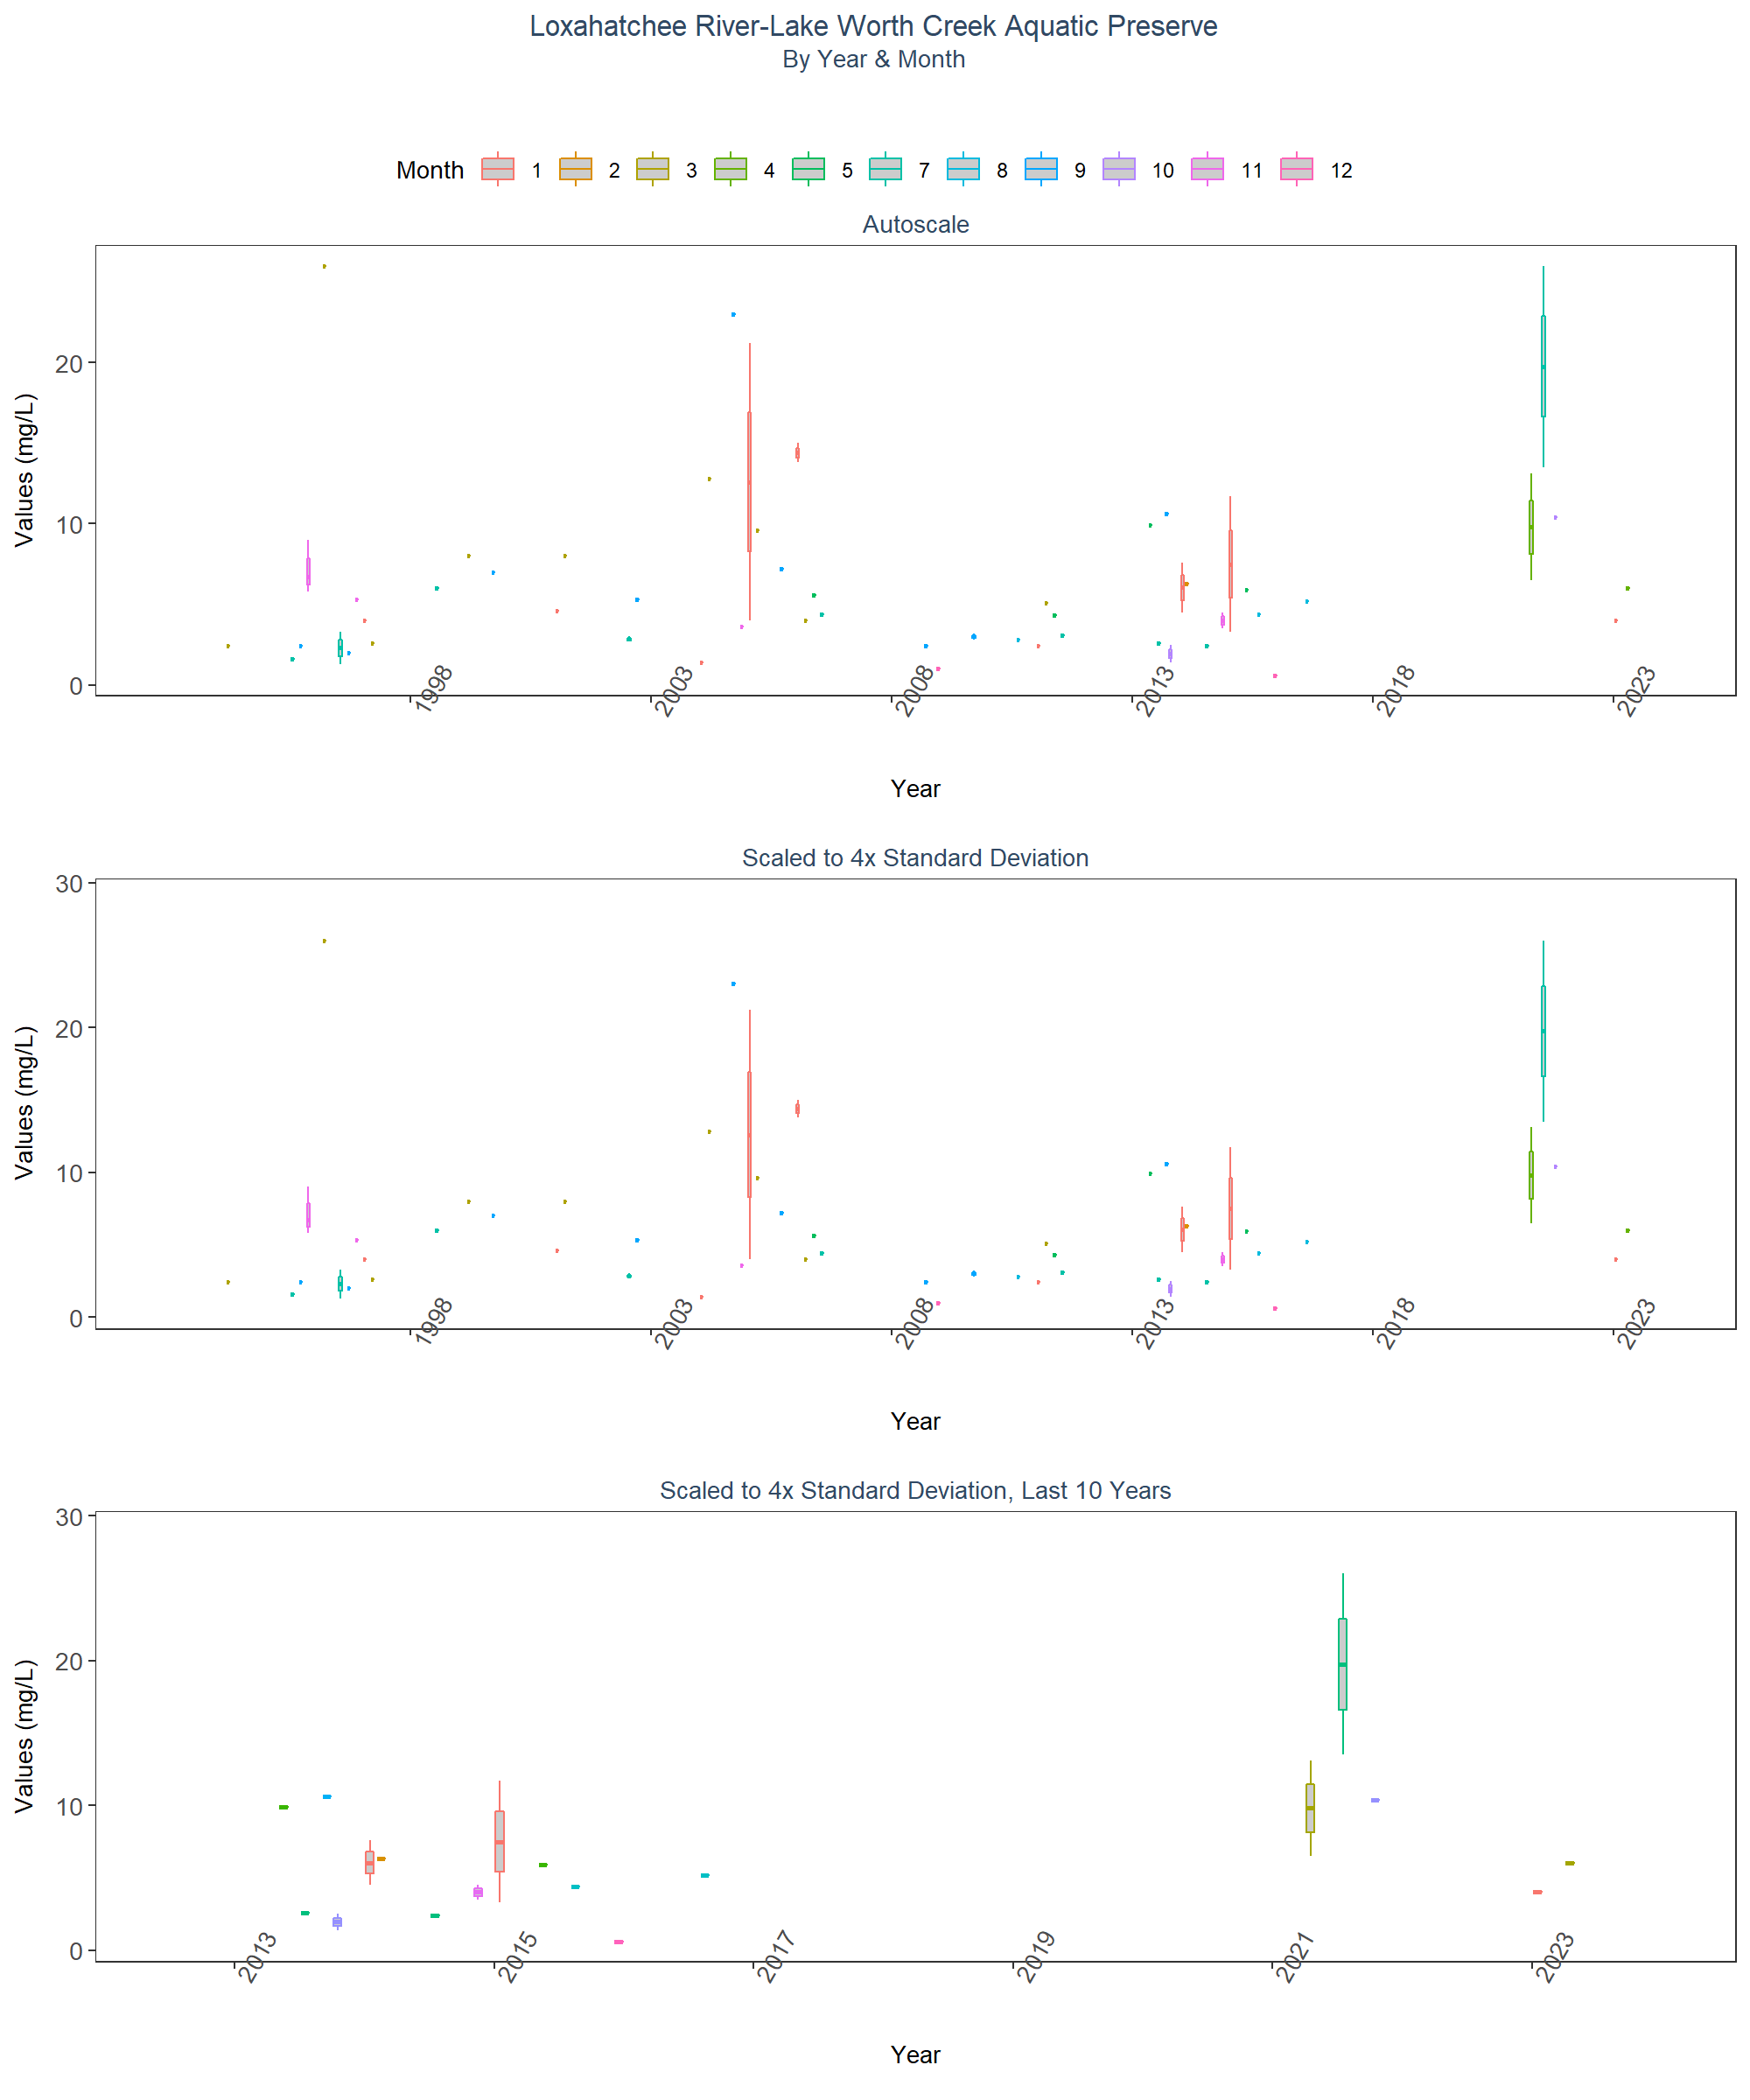 Loxahatchee River-Lake Worth Creek Aquatic Preserve
By Year & Month
Month 1 2 3 4 5 7 8 9 10 11 12
Autoscale
Values (mg/L)
20
10
0
1998 2003 2008 2013 2018 2023
Year
Scaled to 4x Standard Deviation
Values (mg/L)
30
20
10
0
1998 2003 2008 2013 2018 2023
Year
Scaled to 4x Standard Deviation, Last 10 Years
Values (mg/L)
30
20
10
0
2013 2015 2017 2019 2021 2023
Year